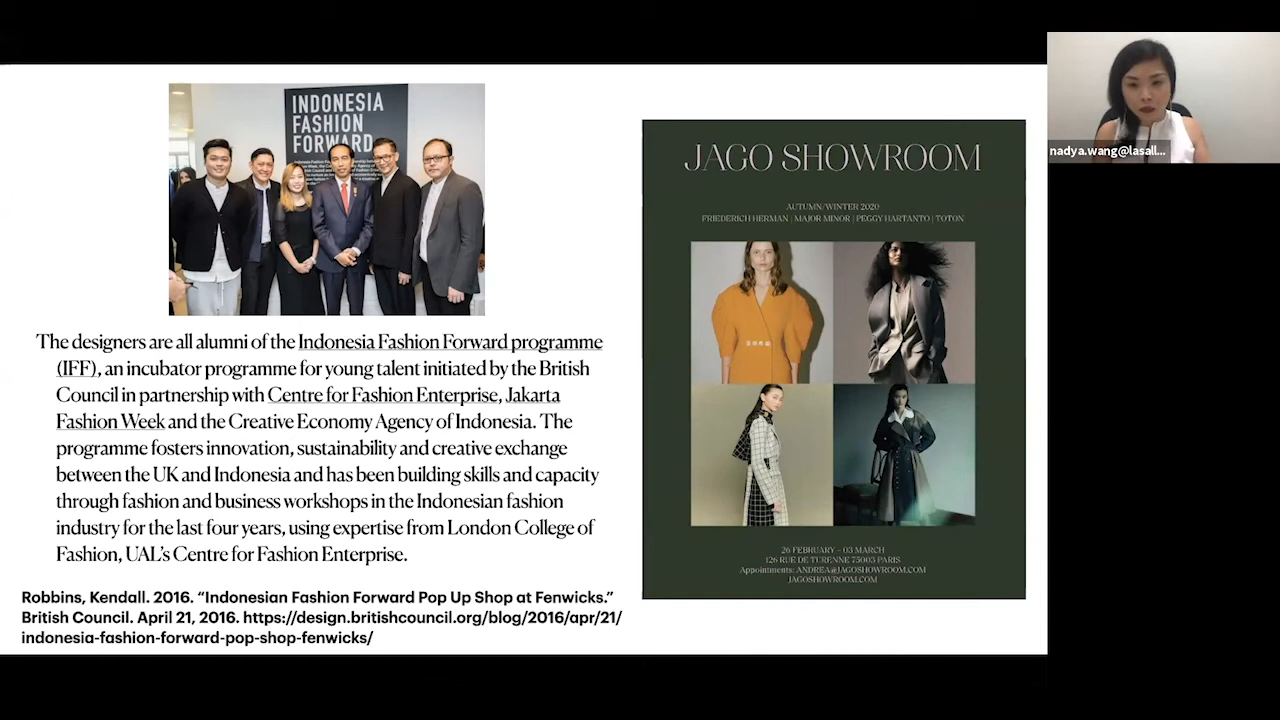 INDONESIA
FASHION
FORWARD
The designers are all alumni of the Indonesia Fashion Forward programme
(IFF), an incubator programme for young talent initiated by the British
Council in partnership with Centre for Fashion Enterprise, Jakarta
Fashion Week and the Creative Economy Agency of Indonesia. The
programme fosters innovation, sustainability and creative exchange
between the UK and Indonesia and has been building skills and capacity
through fashion and business workshops in the Indonesian fashion
industry for the last four years, using expertise from London College of
Fashion, UAL's Centre for Fashion Enterprise.
Robbins, Kendall. 2016. “Indonesian Fashion Forward Pop Up Shop at Fenwicks.”
British Council. April 21, 2016. https://design.britishcouncil.org/blog/2016/apr/21/
indonesia-fashion-forward-pop-shop-fenwicks/
JAGO SHOWROOM
AUTUMN/WINTER 2020
FRIEDERICH HERMAN | MAJOR MINOR | PEGGY HARTANTO | TOTON
26 FEBRUARY - 03 MARCH
126 RUE DE TURENNE 75003 PARIS
Appointments: ANDREA@JAGOSHOWROOM.COM
JAGOSHOWROOM.COM
nadya.wang@lasall...